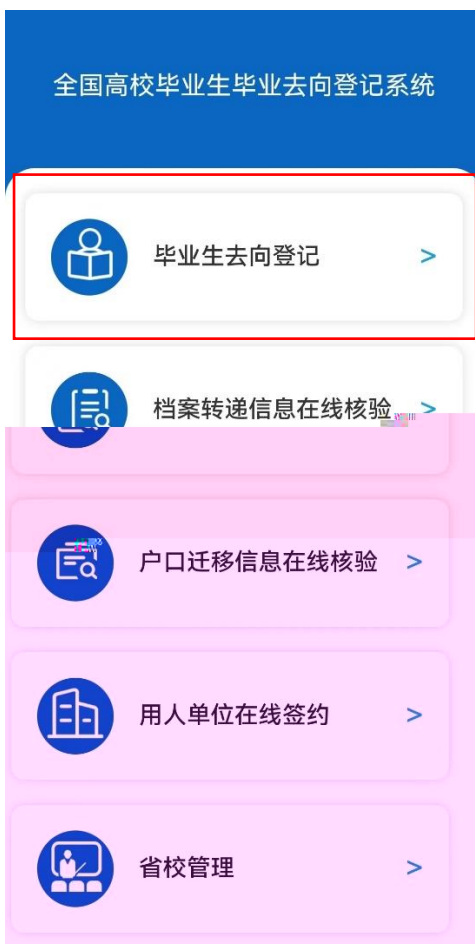 全国高校毕业生毕业去向登记系统
毕业生去向登记 >
档案转递信息在线核验 >
户口迁移信息在线核验 >
用人单位在线签约 >
省校管理 >